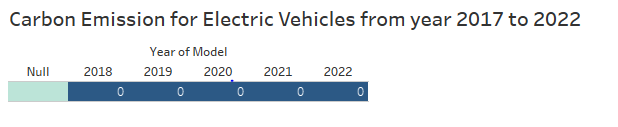 Carbon Emission for Electric Vehicles from year 2017 to 2022
Year of Model
Null 2018 2019 2020 2021 2022
0 0 0 0 0